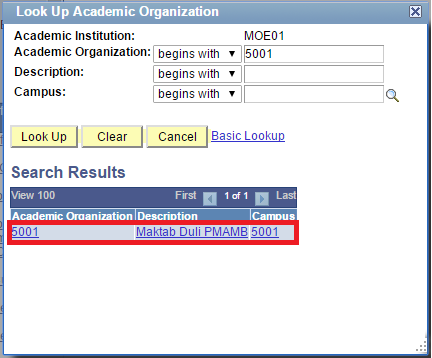 Look Up Academic Organization
Academic Institution: MOE01
Academic Organization: begins with 5001
Description: begins with
Campus: begins with
Look Up Clear Cancel Basic Lookup
Search Results
View 100 First 1 of 1 Last
Academic Organization Description Campus
5001 Maktab Duli PMAMB 5001